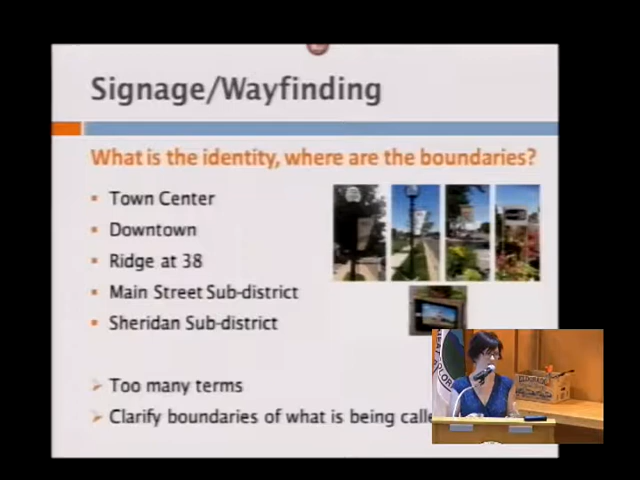 Signage/Wayfinding
What is the identity, where are the boundaries?
Town Center
Downtown
Ridge at 38
Main Street Sub-district
Sheridan Sub-district
Too many terms
Clarify boundaries of what is being calle